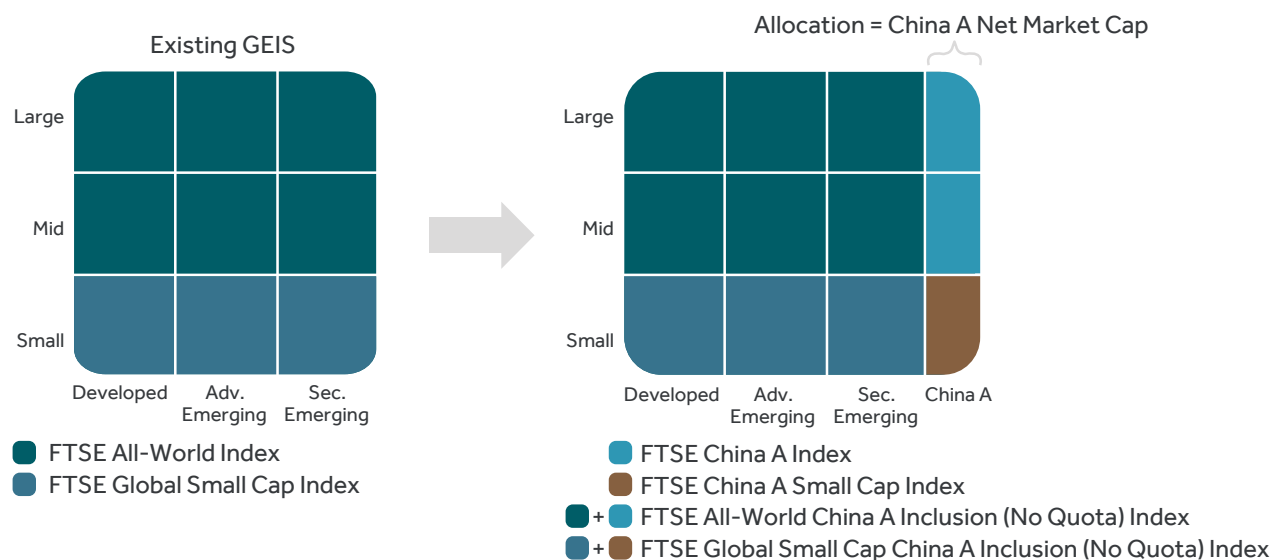 Allocation = China A Net Market Cap
Existing GEIS
Large
Mid
Small
Developed
Adv.
Emerging
Sec.
Emerging
FTSE All-World Index
FTSE Global Small Cap Index
Large
Mid
Small
Developed
Adv.
Emerging
Sec.
Emerging
China A
FTSE China A Index
FTSE China A Small Cap Index
+ FTSE All-World China A Inclusion (No Quota) Index
+ FTSE Global Small Cap China A Inclusion (No Quota) Index